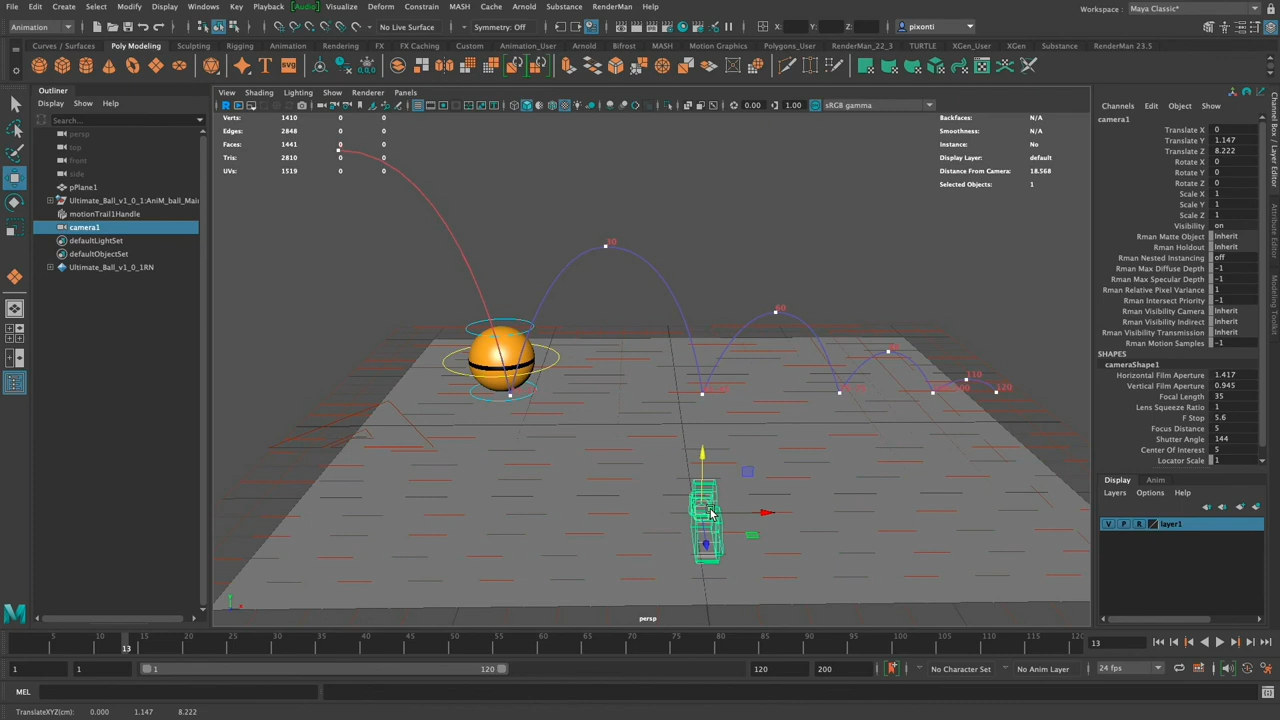 File Edit Create Select Modify Display Windows Key Playback Audio Visualize Deform Constrain MASH Cache Arnold Substance RenderMan Help
Workspace : Maya Classic*
Animation No Live Surface Symmetry: Off X: Y: Z: pixonti
Curves / Surfaces Poly Modeling Sculpting Rigging Animation Rendering FX FX Caching Custom Animation_User Arnold Bifrost MASH Motion Graphics Polygons_User RenderMan_22_3 TURTLE XGen_User XGen Substance RenderMan 23.5
Outliner
Display Show Help
Search...
persp
top
front
side
pPlane1
Ultimate_Ball_v1_0_1:AniM_ball_Mai
motionTrail1Handle
camera1
defaultLightSet
defaultObjectSet
Ultimate_Ball_v1_0_1RN
View Shading Lighting Show Renderer Panels
0.00 1.00 sRGB gamma
Verts: 1410 0 0
Edges: 2848 0 0
Faces: 1441 0 0
Tris: 2810 0 0
UVs: 1519 0 0
Backfaces: N/A
Smoothness: N/A
Instance: No
Display Layer: default
Distance From Camera: 18.568
Selected Objects: 1
30
60
110
120
persp
Channels Edit Object Show
camera1
Translate X 0
Translate Y 1.147
Translate Z 8.222
Rotate X 0
Rotate Y 0
Rotate Z 0
Scale X 1
Scale Y 1
Scale Z 1
Visibility on
Rman Matte Object Inherit
Rman Holdout Inherit
Rman Nested Instancing off
Rman Max Diffuse Depth -1
Rman Max Specular Depth -1
Rman Relative Pixel Variance 1
Rman Intersect Priority -1
Rman Visibility Camera Inherit
Rman Visibility Indirect Inherit
Rman Visibility Transmission Inherit
Rman Motion Samples -1
SHAPES
cameraShape1
Horizontal Film Aperture 1.417
Vertical Film Aperture 0.945
Focal Length 35
Lens Squeeze Ratio 1
F Stop 5.6
Focus Distance 5
Shutter Angle 144
Center Of Interest 5
Locator Scale 1
Display Anim
Layers Options Help
V P R layer1
Channel Box / Layer Editor
Attribute Editor
Modeling Toolkit
5 10 13 15 20 25 30 35 40 45 50 55 60 65 70 75 80 85 90 95 100 105 110 115 120
13
1 1 1 120 120 200 No Character Set No Anim Layer 24 fps
MEL
TranslateXYZ(cm): 0.000 1.147 8.222